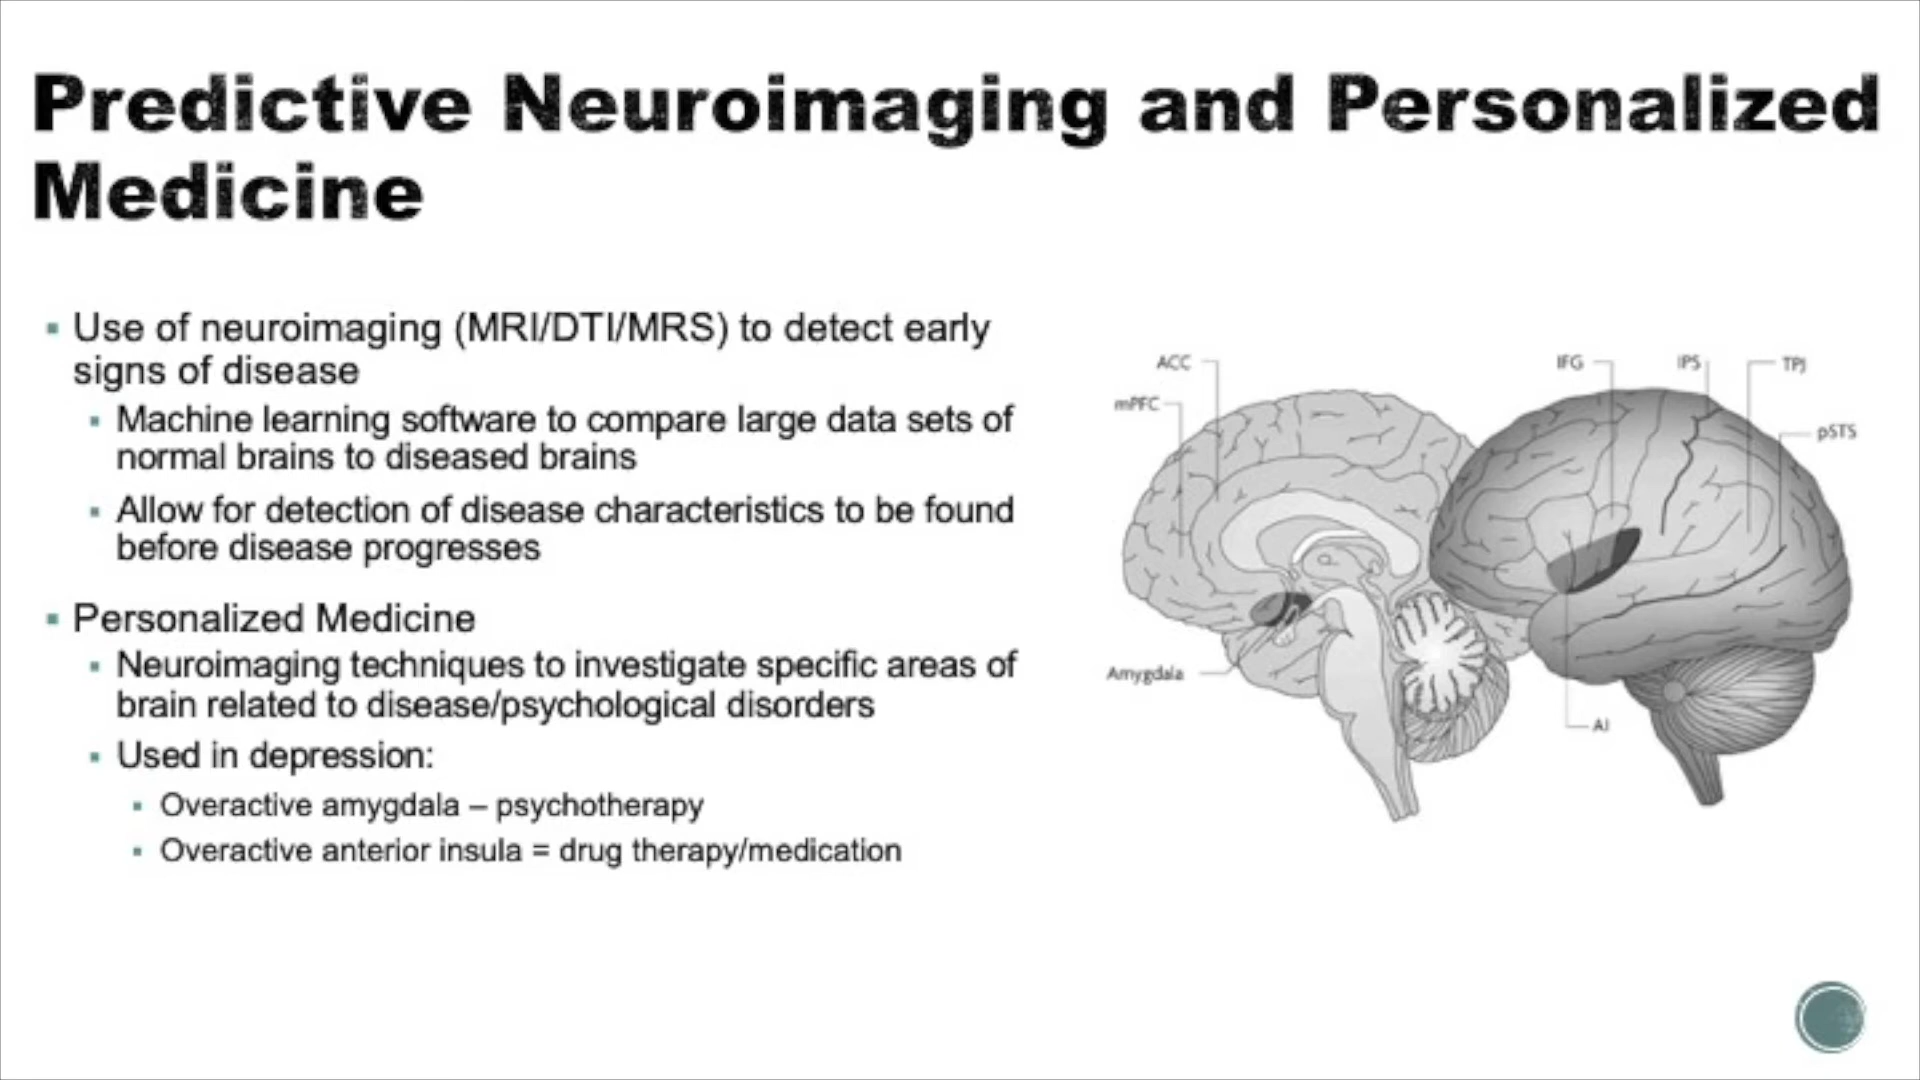 Predictive Neuroimaging and Personalized
Medicine
Use of neuroimaging (MRI/DTI/MRS) to detect early
signs of disease
Machine learning software to compare large data sets of
normal brains to diseased brains
Allow for detection of disease characteristics to be found
before disease progresses
Personalized Medicine
Neuroimaging techniques to investigate specific areas of
brain related to disease/psychological disorders
Used in depression:
Overactive amygdala – psychotherapy
Overactive anterior insula = drug therapy/medication
ACC
mPFC
Amygdala
IFG
IPS
TPJ
pSTS
AI